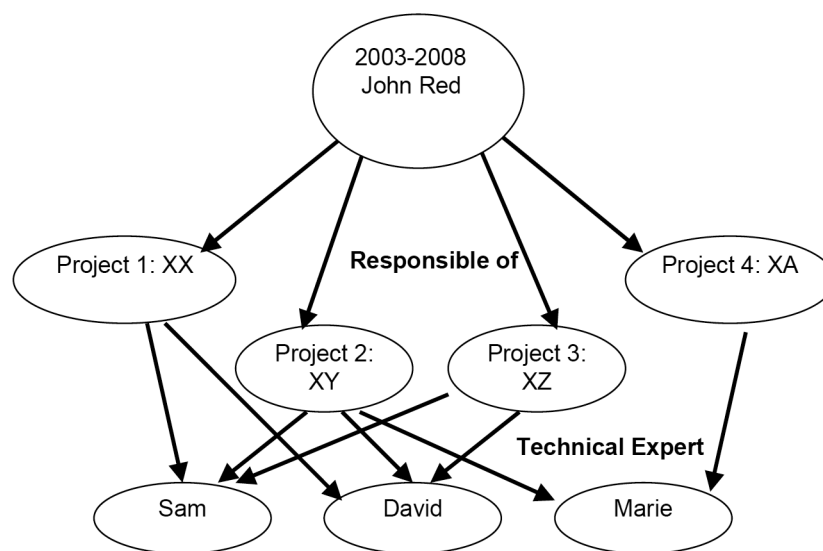 2003-2008
John Red
Project 1: XX
Responsible of
Project 4: XA
Project 2:
XY
Project 3:
XZ
Technical Expert
Sam
David
Marie